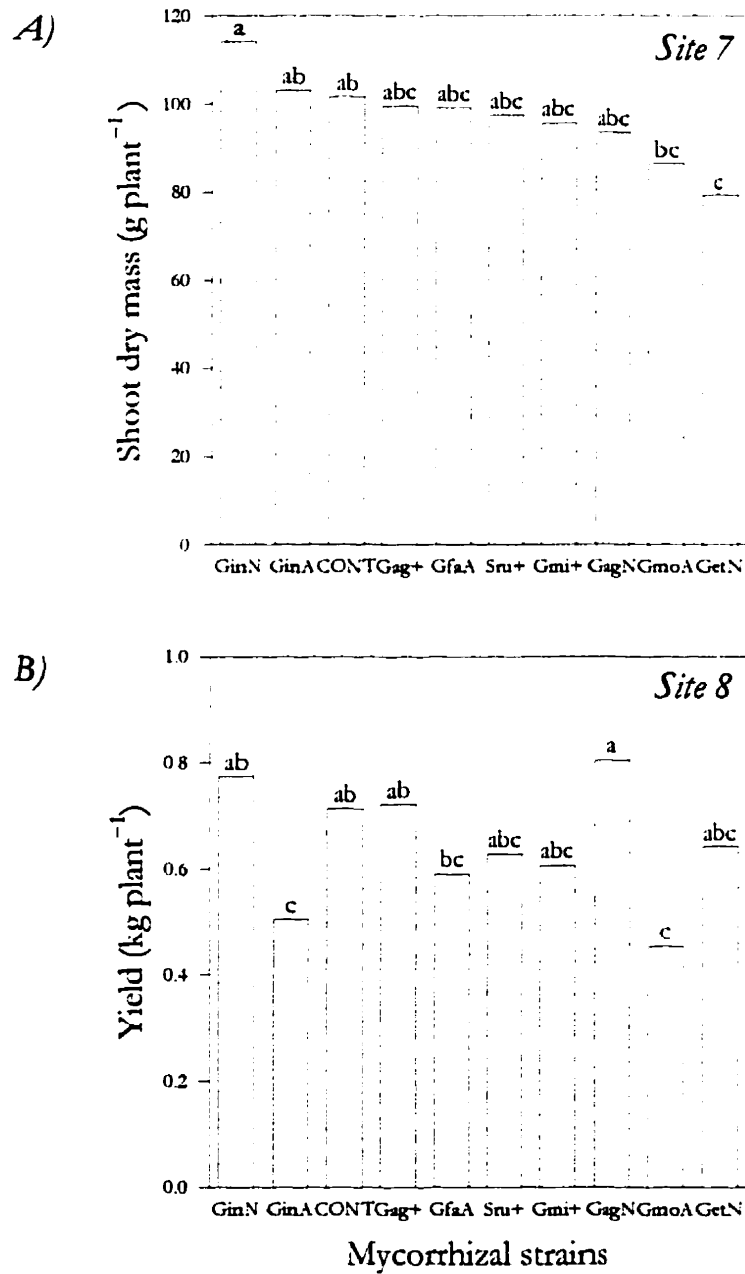 A)
Site 7
Shoot dry mass (g plant⁻¹)
120
100
80
60
40
20
0
a
ab
ab
abc
abc
abc
abc
abc
bc
c
GinN GinA CONT Gag+ GfaA Sru+ Gmi+ GagN GmoA GetN
B)
Site 8
Yield (kg plant⁻¹)
1.0
0.8
0.6
0.4
0.2
0.0
ab
c
ab
ab
bc
abc
abc
a
c
abc
GinN GinA CONT Gag+ GfaA Sru+ Gmi+ GagN GmoA GetN
Mycorrhizal strains